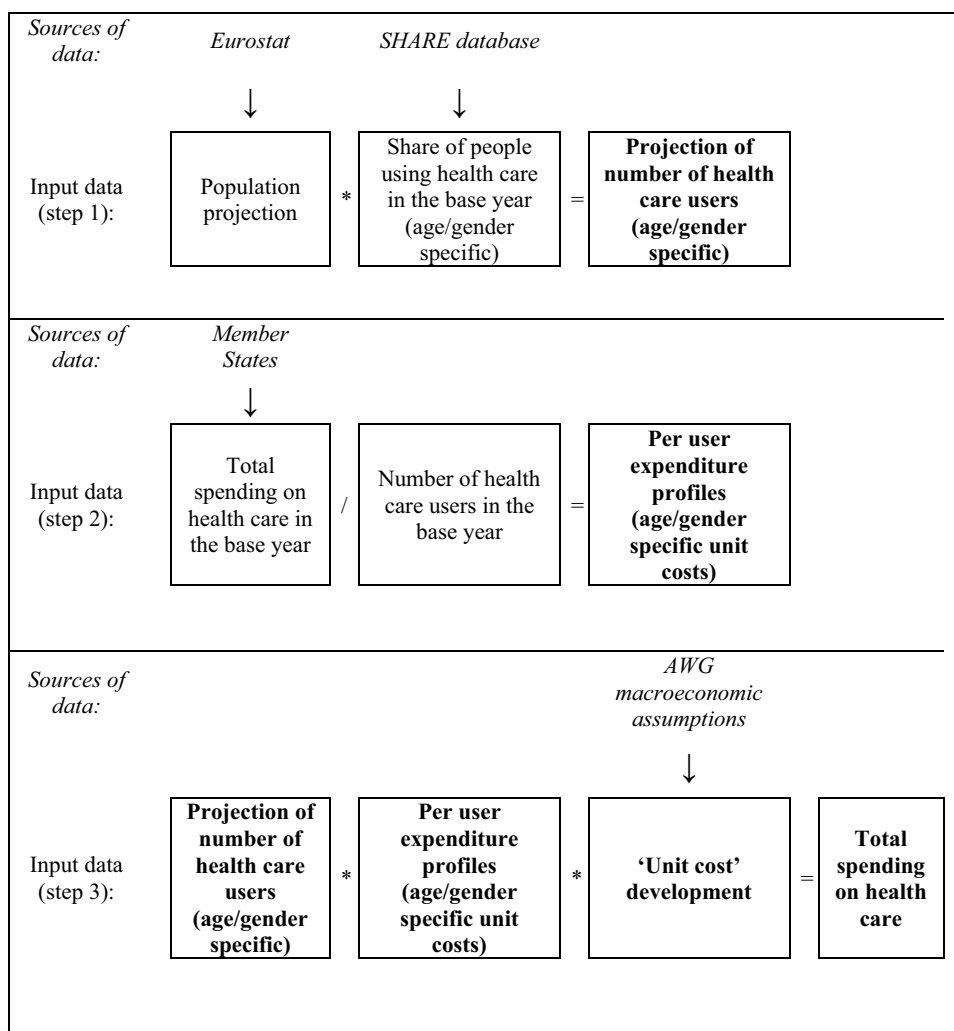 Sources of
data:
Eurostat
SHARE database
↓
↓
Input data
(step 1):
Population
projection
*
Share of people
using health care
in the base year
(age/gender
specific)
=
Projection of
number of health
care users
(age/gender
specific)
Sources of
data:
Member
States
↓
Input data
(step 2):
Total
spending on
health care in
the base year
/
Number of health
care users in the
base year
=
Per user
expenditure
profiles
(age/gender
specific unit
costs)
Sources of
data:
AWG
macroeconomic
assumptions
↓
Input data
(step 3):
Projection of
number of
health care
users
(age/gender
specific)
*
Per user
expenditure
profiles
(age/gender
specific unit
costs)
*
‘Unit cost’
development
=
Total
spending
on health
care